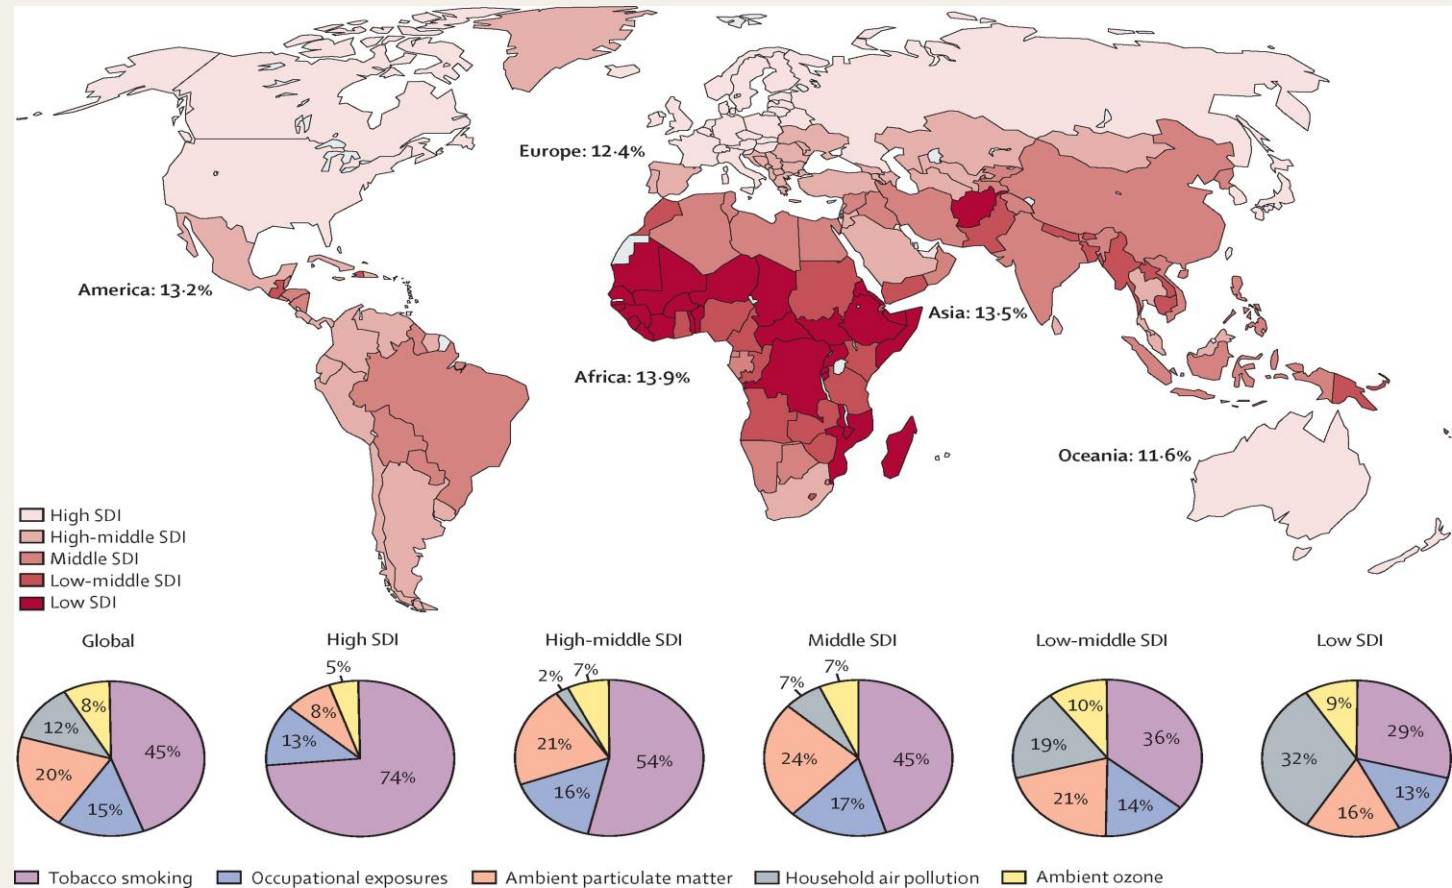 Europe: 12·4%
America: 13·2%
Asia: 13·5%
Africa: 13·9%
Oceania: 11·6%
High SDI
High-middle SDI
Middle SDI
Low-middle SDI
Low SDI
Global
8%
12%
45%
20%
15%
High SDI
5%
8%
13%
74%
High-middle SDI
2% 7%
21%
54%
16%
Middle SDI
7%
7%
24%
45%
17%
Low-middle SDI
10%
19%
36%
21%
14%
Low SDI
9%
29%
32%
13%
16%
Tobacco smoking
Occupational exposures
Ambient particulate matter
Household air pollution
Ambient ozone